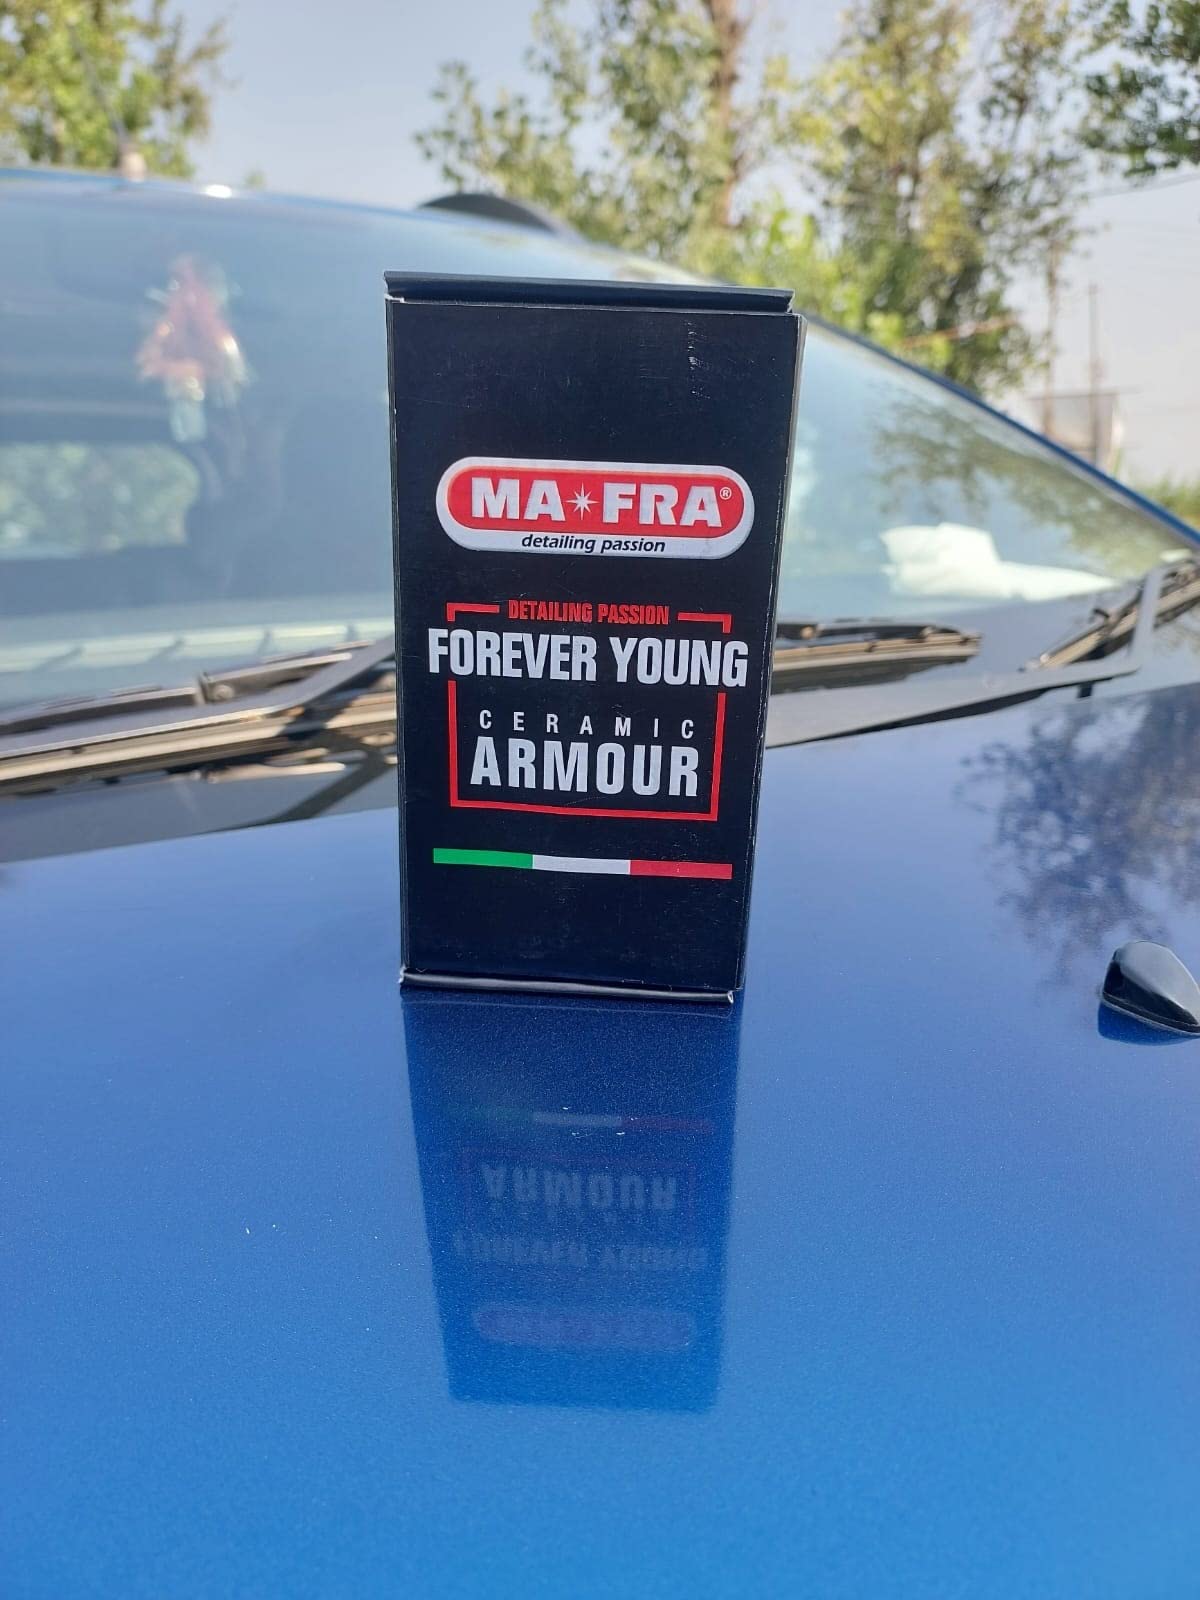 MA✶FRA®
detailing passion
DETAILING PASSION
FOREVER YOUNG
CERAMIC
ARMOUR